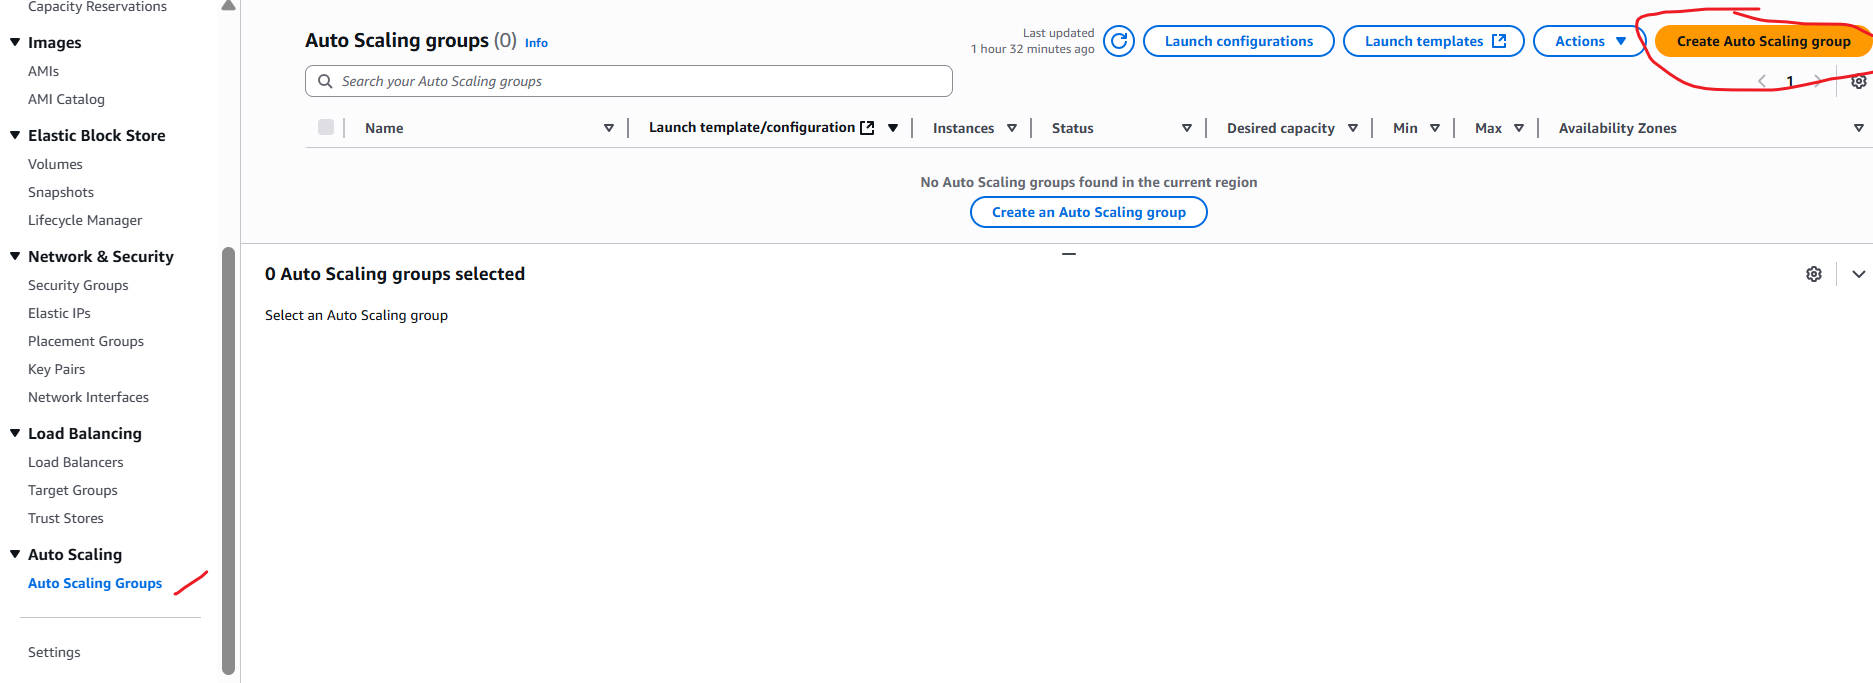 Capacity Reservations
Images
AMIs
AMI Catalog
Elastic Block Store
Volumes
Snapshots
Lifecycle Manager
Network & Security
Security Groups
Elastic IPs
Placement Groups
Key Pairs
Network Interfaces
Load Balancing
Load Balancers
Target Groups
Trust Stores
Auto Scaling
Auto Scaling Groups
Settings
Auto Scaling groups (0) Info
Last updated
1 hour 32 minutes ago
Launch configurations
Launch templates
Actions
Create Auto Scaling group
Search your Auto Scaling groups
1
Name Launch template/configuration Instances Status Desired capacity Min Max Availability Zones
No Auto Scaling groups found in the current region
Create an Auto Scaling group
0 Auto Scaling groups selected
Select an Auto Scaling group